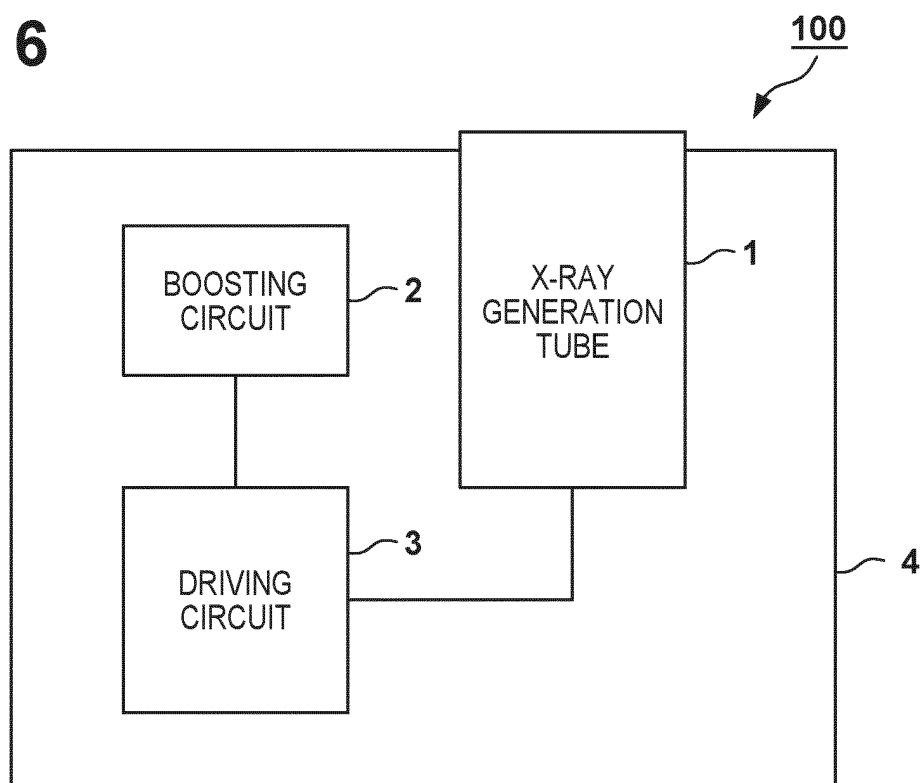 6
100
BOOSTING
CIRCUIT
2
X-RAY
GENERATION
TUBE
1
DRIVING
CIRCUIT
3
4